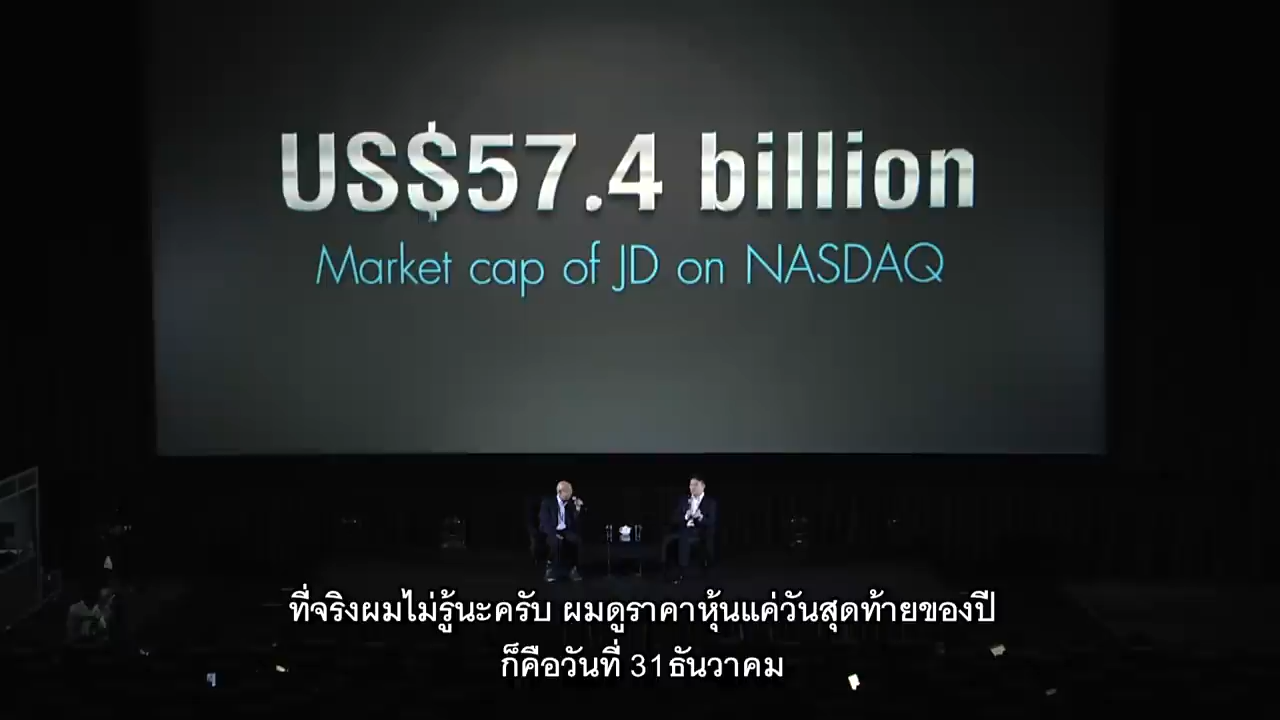 US$57.4 billion
Market cap of JD on NASDAQ
ที่จริงผมไม่รู้นะครับ ผมดูราคาหุ้นแค่วันสุดท้ายของปี
ก็คือวันที่ 31ธันวาคม